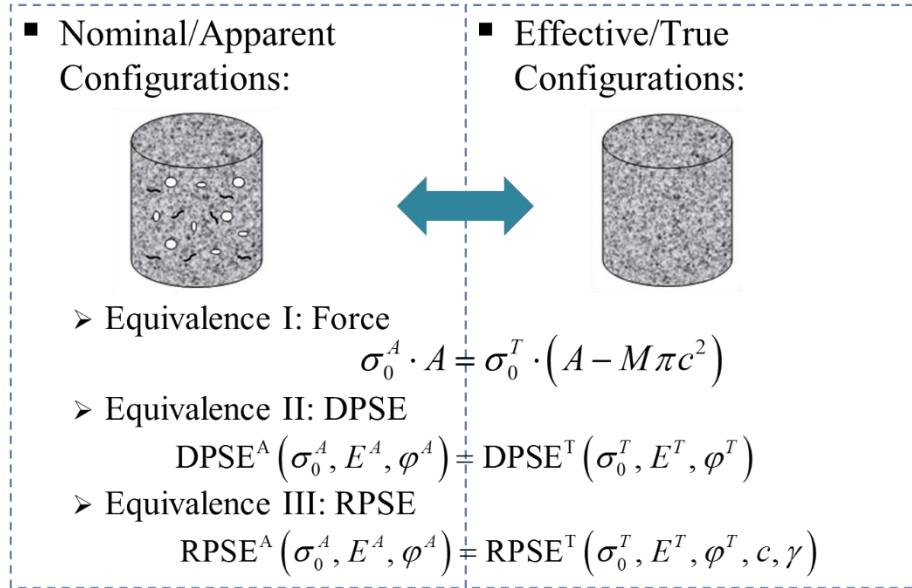 ▪ Nominal/Apparent
Configurations:
▪ Effective/True
Configurations:
➢ Equivalence I: Force
σ₀ᴬ · A = σ₀ᵀ · (A − Mπc²)
➢ Equivalence II: DPSE
DPSEᴬ(σ₀ᴬ, Eᴬ, φᴬ) = DPSEᵀ(σ₀ᵀ, Eᵀ, φᵀ)
➢ Equivalence III: RPSE
RPSEᴬ(σ₀ᴬ, Eᴬ, φᴬ) = RPSEᵀ(σ₀ᵀ, Eᵀ, φᵀ, c, γ)